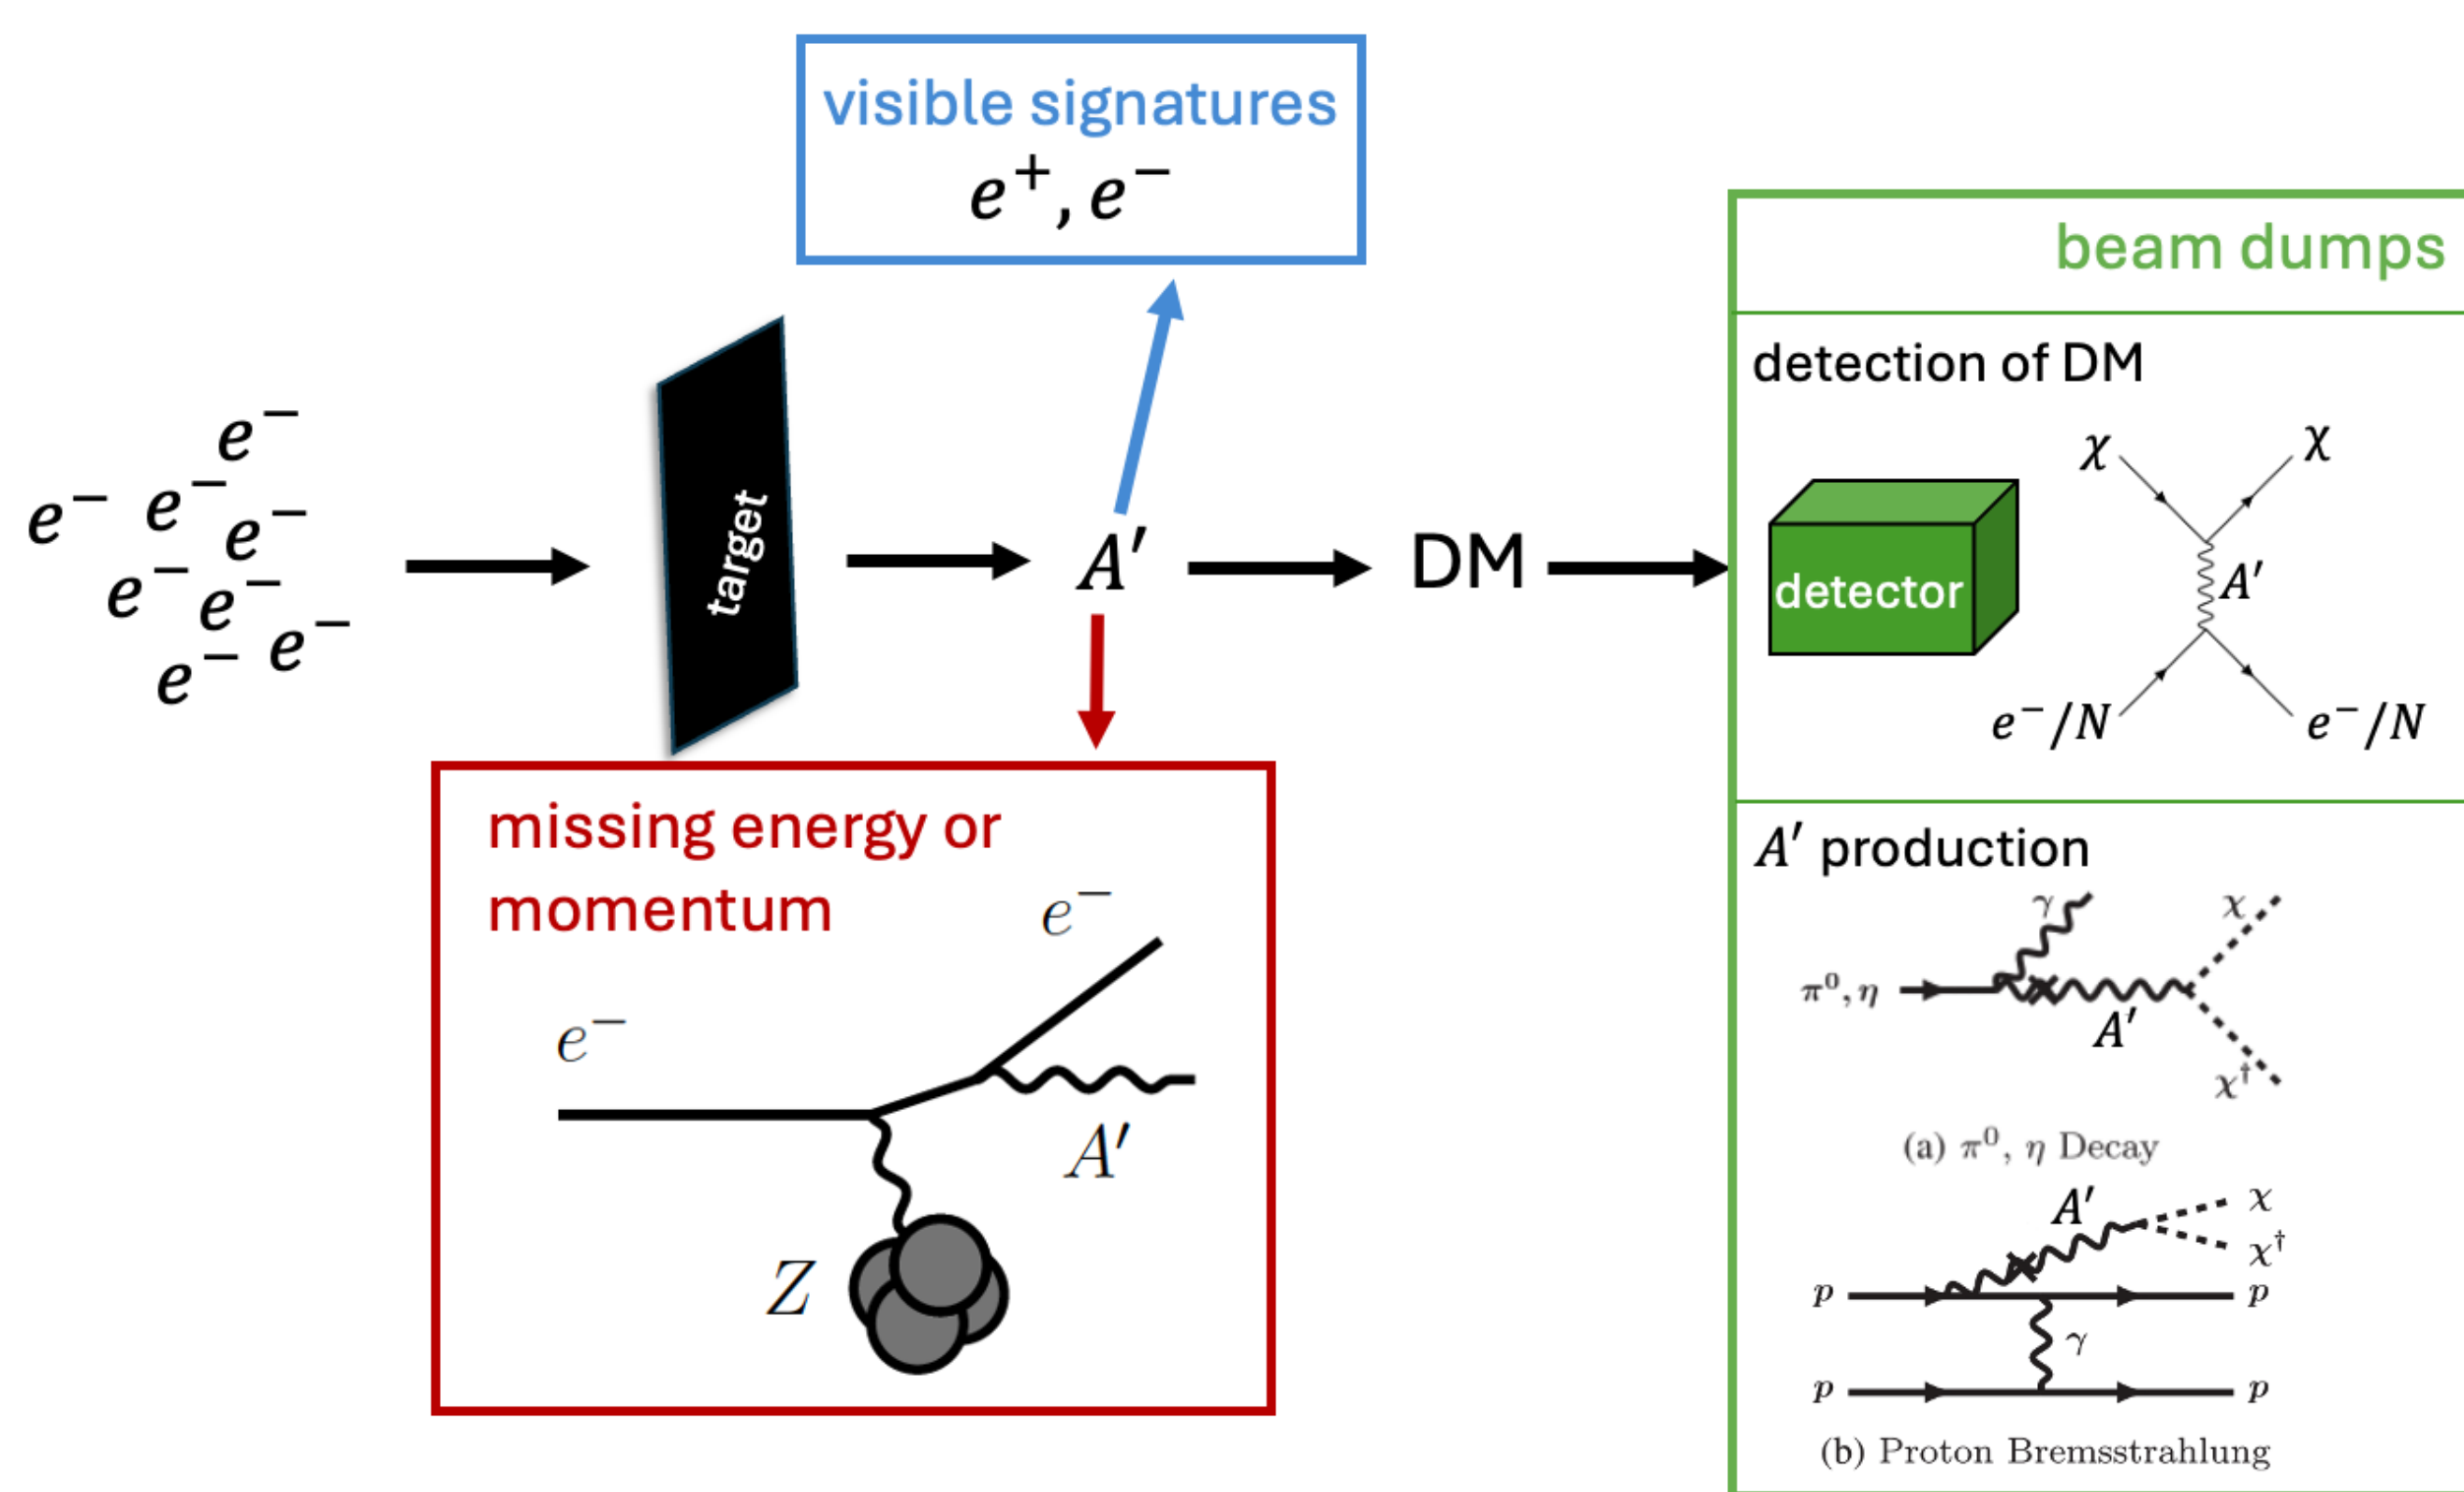 visible signatures
e⁺, e⁻
e⁻
e⁻ e⁻ e⁻
e⁻ e⁻
e⁻ e⁻
target
A′
DM
missing energy or
momentum
e⁻
e⁻
A′
Z
beam dumps
detection of DM
detector
χ χ
A′
e⁻/N e⁻/N
A′ production
γ χ
π⁰, η
A′
χ†
(a) π⁰, η Decay
A′ χ
χ†
p p
γ
p p
(b) Proton Bremsstrahlung